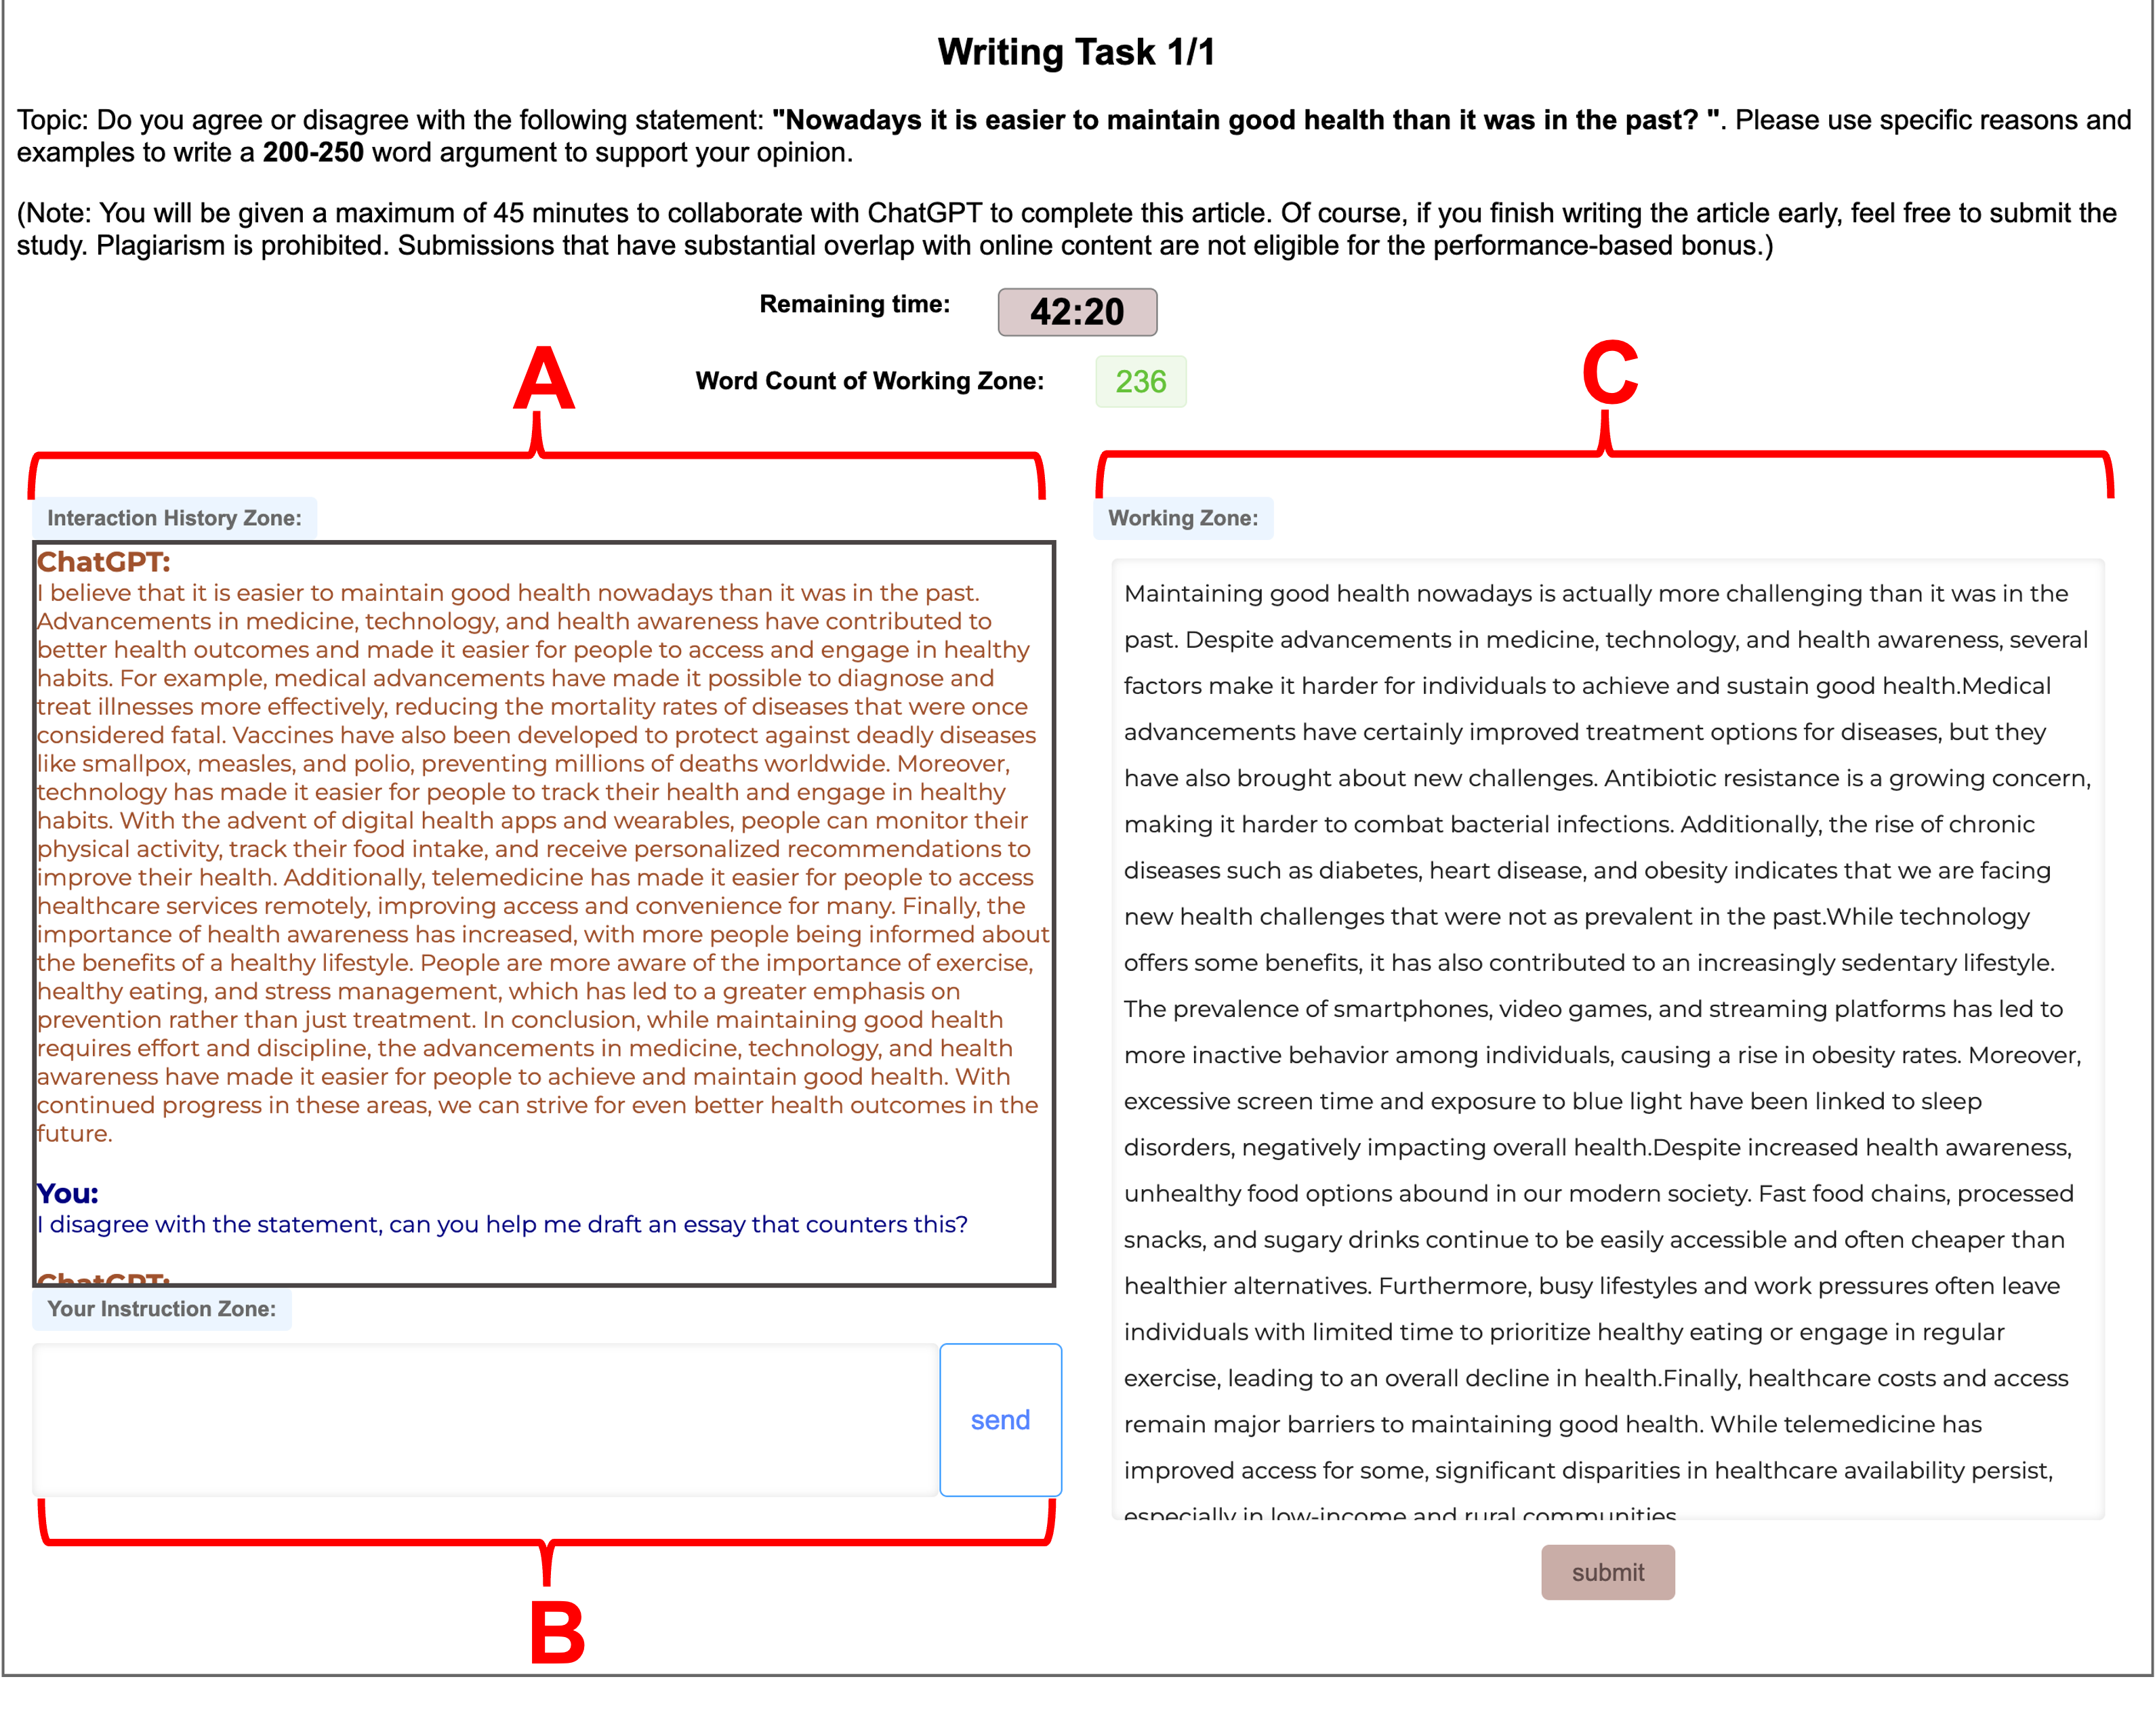 Writing Task 1/1
Topic: Do you agree or disagree with the following statement: "Nowadays it is easier to maintain good health than it was in the past? ". Please use specific reasons and
examples to write a 200-250 word argument to support your opinion.
(Note: You will be given a maximum of 45 minutes to collaborate with ChatGPT to complete this article. Of course, if you finish writing the article early, feel free to submit the
study. Plagiarism is prohibited. Submissions that have substantial overlap with online content are not eligible for the performance-based bonus.)
Remaining time: 42:20
Word Count of Working Zone: 236
A
Interaction History Zone:
ChatGPT:
I believe that it is easier to maintain good health nowadays than it was in the past.
Advancements in medicine, technology, and health awareness have contributed to
better health outcomes and made it easier for people to access and engage in healthy
habits. For example, medical advancements have made it possible to diagnose and
treat illnesses more effectively, reducing the mortality rates of diseases that were once
considered fatal. Vaccines have also been developed to protect against deadly diseases
like smallpox, measles, and polio, preventing millions of deaths worldwide. Moreover,
technology has made it easier for people to track their health and engage in healthy
habits. With the advent of digital health apps and wearables, people can monitor their
physical activity, track their food intake, and receive personalized recommendations to
improve their health. Additionally, telemedicine has made it easier for people to access
healthcare services remotely, improving access and convenience for many. Finally, the
importance of health awareness has increased, with more people being informed about
the benefits of a healthy lifestyle. People are more aware of the importance of exercise,
healthy eating, and stress management, which has led to a greater emphasis on
prevention rather than just treatment. In conclusion, while maintaining good health
requires effort and discipline, the advancements in medicine, technology, and health
awareness have made it easier for people to achieve and maintain good health. With
continued progress in these areas, we can strive for even better health outcomes in the
future.
You:
I disagree with the statement, can you help me draft an essay that counters this?
ChatGPT:
Your Instruction Zone:
send
B
C
Working Zone:
Maintaining good health nowadays is actually more challenging than it was in the
past. Despite advancements in medicine, technology, and health awareness, several
factors make it harder for individuals to achieve and sustain good health.Medical
advancements have certainly improved treatment options for diseases, but they
have also brought about new challenges. Antibiotic resistance is a growing concern,
making it harder to combat bacterial infections. Additionally, the rise of chronic
diseases such as diabetes, heart disease, and obesity indicates that we are facing
new health challenges that were not as prevalent in the past.While technology
offers some benefits, it has also contributed to an increasingly sedentary lifestyle.
The prevalence of smartphones, video games, and streaming platforms has led to
more inactive behavior among individuals, causing a rise in obesity rates. Moreover,
excessive screen time and exposure to blue light have been linked to sleep
disorders, negatively impacting overall health.Despite increased health awareness,
unhealthy food options abound in our modern society. Fast food chains, processed
snacks, and sugary drinks continue to be easily accessible and often cheaper than
healthier alternatives. Furthermore, busy lifestyles and work pressures often leave
individuals with limited time to prioritize healthy eating or engage in regular
exercise, leading to an overall decline in health.Finally, healthcare costs and access
remain major barriers to maintaining good health. While telemedicine has
improved access for some, significant disparities in healthcare availability persist,
especially in low-income and rural communities
submit